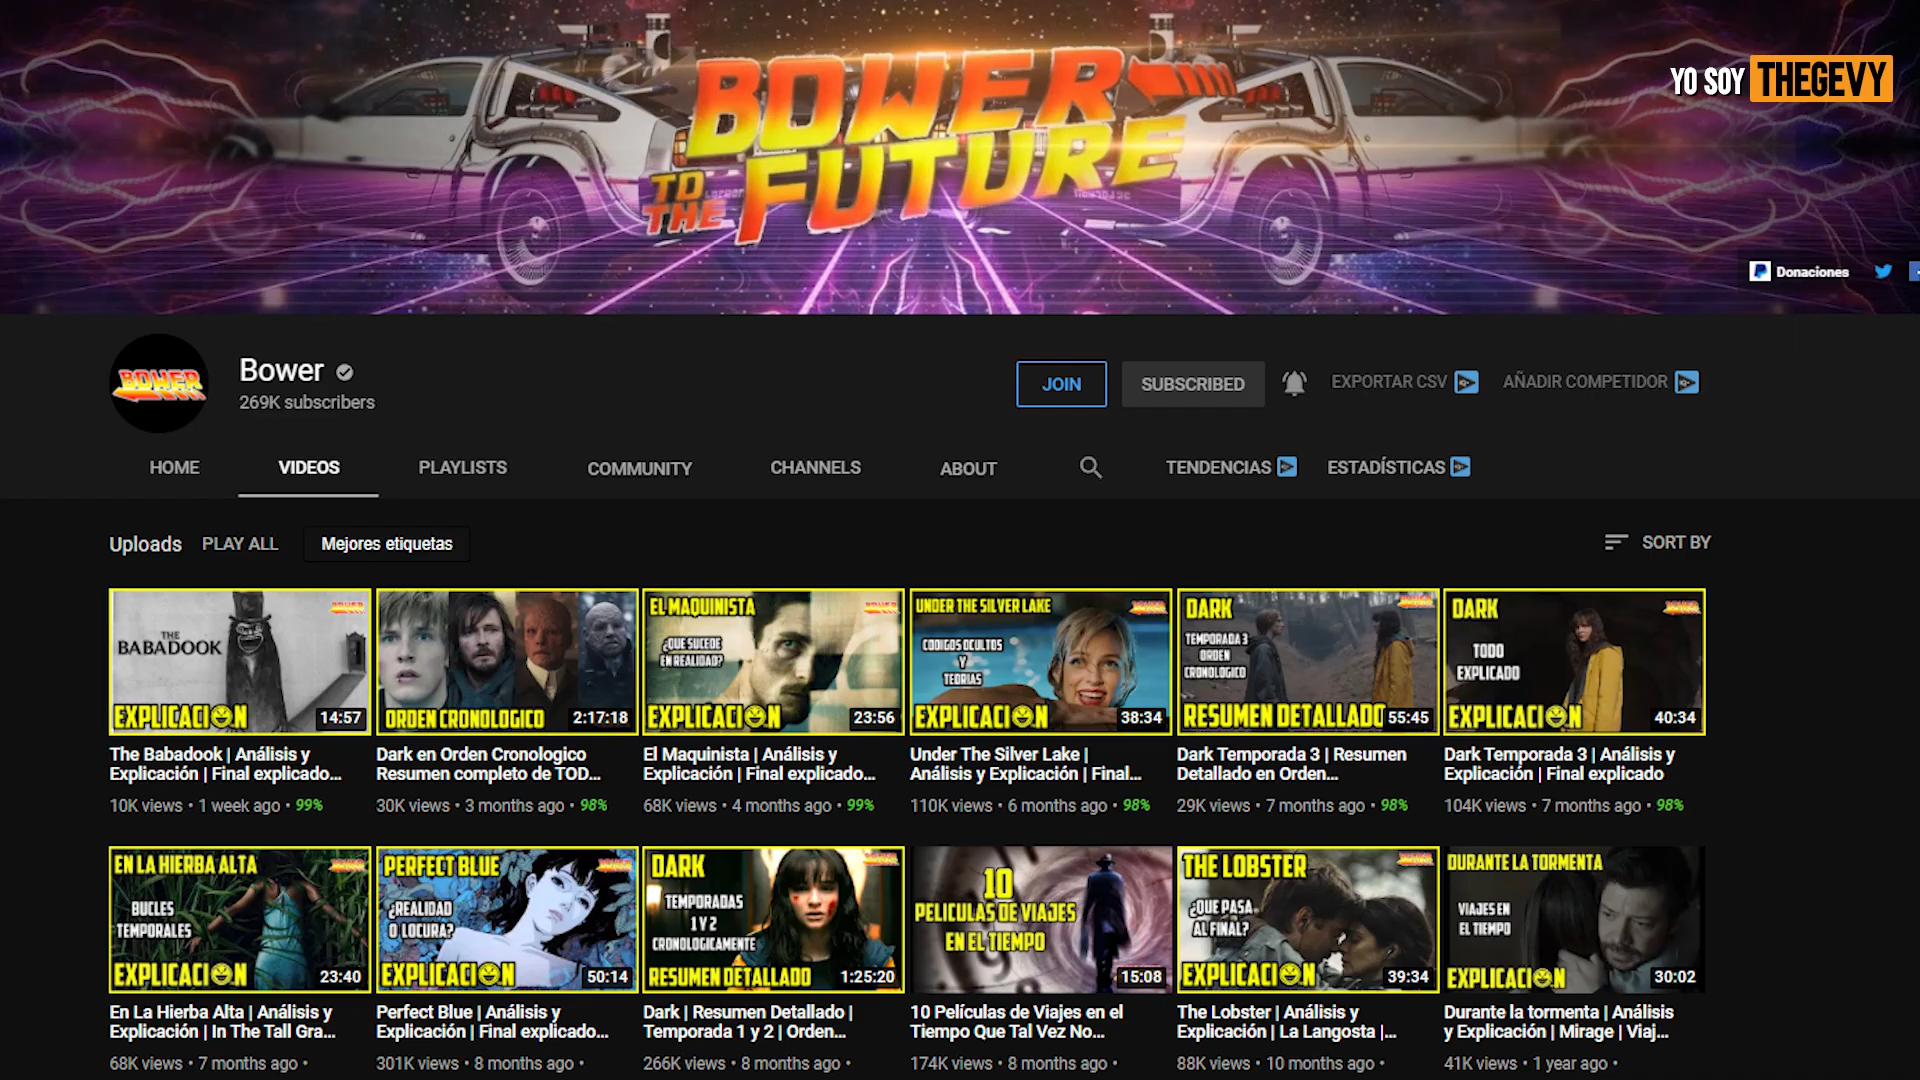 BOWER
TO THE FUTURE
YO SOY THEGEVY
Donaciones
BOWER
Bower
269K subscribers
JOIN
SUBSCRIBED
EXPORTAR CSV
AÑADIR COMPETIDOR
HOME
VIDEOS
PLAYLISTS
COMMUNITY
CHANNELS
ABOUT
TENDENCIAS
ESTADÍSTICAS
Uploads
PLAY ALL
Mejores etiquetas
SORT BY
BOWER
THE
BABADOOK
EXPLICACIÓN
14:57
The Babadook | Análisis y
Explicación | Final explicado...
10K views • 1 week ago • 99%
ORDEN CRONOLOGICO
2:17:18
Dark en Orden Cronologico
Resumen completo de TOD...
30K views • 3 months ago • 98%
EL MAQUINISTA
BOWER
¿QUE SUCEDE
EN REALIDAD?
EXPLICACIÓN
23:56
El Maquinista | Análisis y
Explicación | Final explicado...
68K views • 4 months ago • 99%
UNDER THE SILVER LAKE
BOWER
CODIGOS OCULTOS
Y
TEORIAS
EXPLICACIÓN
38:34
Under The Silver Lake |
Análisis y Explicación | Final...
110K views • 6 months ago • 98%
DARK
BOWER
TEMPORADA 3
ORDEN
CRONOLOGICO
RESUMEN DETALLADO
55:45
Dark Temporada 3 | Resumen
Detallado en Orden...
29K views • 7 months ago • 98%
DARK
BOWER
TODO
EXPLICADO
EXPLICACIÓN
40:34
Dark Temporada 3 | Análisis y
Explicación | Final explicado
104K views • 7 months ago • 98%
EN LA HIERBA ALTA
BOWER
BUCLES
TEMPORALES
EXPLICACIÓN
23:40
En La Hierba Alta | Análisis y
Explicación | In The Tall Gra...
68K views • 7 months ago •
PERFECT BLUE
BOWER
¿REALIDAD
O LOCURA?
EXPLICACIÓN
50:14
Perfect Blue | Análisis y
Explicación | Final explicado...
301K views • 8 months ago •
DARK
BOWER
TEMPORADAS
1 Y 2
CRONOLOGICAMENTE
RESUMEN DETALLADO
1:25:20
Dark | Resumen Detallado |
Temporada 1 y 2 | Orden...
266K views • 8 months ago •
10
PELICULAS DE VIAJES
EN EL TIEMPO
15:08
10 Películas de Viajes en el
Tiempo Que Tal Vez No...
174K views • 8 months ago •
THE LOBSTER
BOWER
¿QUE PASA
AL FINAL?
EXPLICACIÓN
39:34
The Lobster | Análisis y
Explicación | La Langosta |...
88K views • 10 months ago •
DURANTE LA TORMENTA
VIAJES EN
EL TIEMPO
EXPLICACIÓN
30:02
Durante la tormenta | Análisis
y Explicación | Mirage | Viaj...
41K views • 1 year ago •